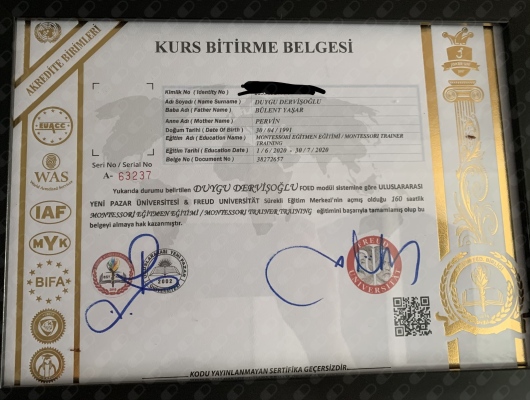 AKREDİTE BİRİMLERİ
KURS BİTİRME BELGESİ
Kimlik No ( Identity No )
Adı Soyadı / Name Surname / DUYGU DERVİŞOĞLU
Baba Adı / Father Name / BÜLENT YAŞAR
Anne Adı / Mother Name / PERVİN
Doğum Tarihi ( Date Of Birth ) 38 / 04 / 1991
Eğitim Adı ( Education Name ) MONTESSORİ EĞİTMEN EĞİTİMİ / MONTESSORI TRAINER
TRAINING
Eğitim Tarihi ( Education Date ) 1 / 6 / 2020 - 30 / 7 / 2020
Belge No ( Document No ) 38272657
Seri No / Serial No
A- 63237
Yukarıda durumu belirtilen DUYGU DERVİŞOĞLU FOED modül sistemine göre ULUSLARARASI
YENİ PAZAR ÜNİVERSİTESİ & FREUD UNIVERSITÄT Sürekli Eğitim Merkezi'nin açmış olduğu 160 saatlik
MONTESSORİ EĞİTMEN EĞİTİMİ / MONTESSORI TRAINER TRAINING eğitimini başarıyla tamamlamış olup bu
belgeyi almaya hak kazanmıştır.
EUACC
WAS
IAF
MYK
BIFA
2002
FREUD
UNIVERSITY
KODU YAYINLANMAYAN SERTİFİKA GEÇERSİZDİR